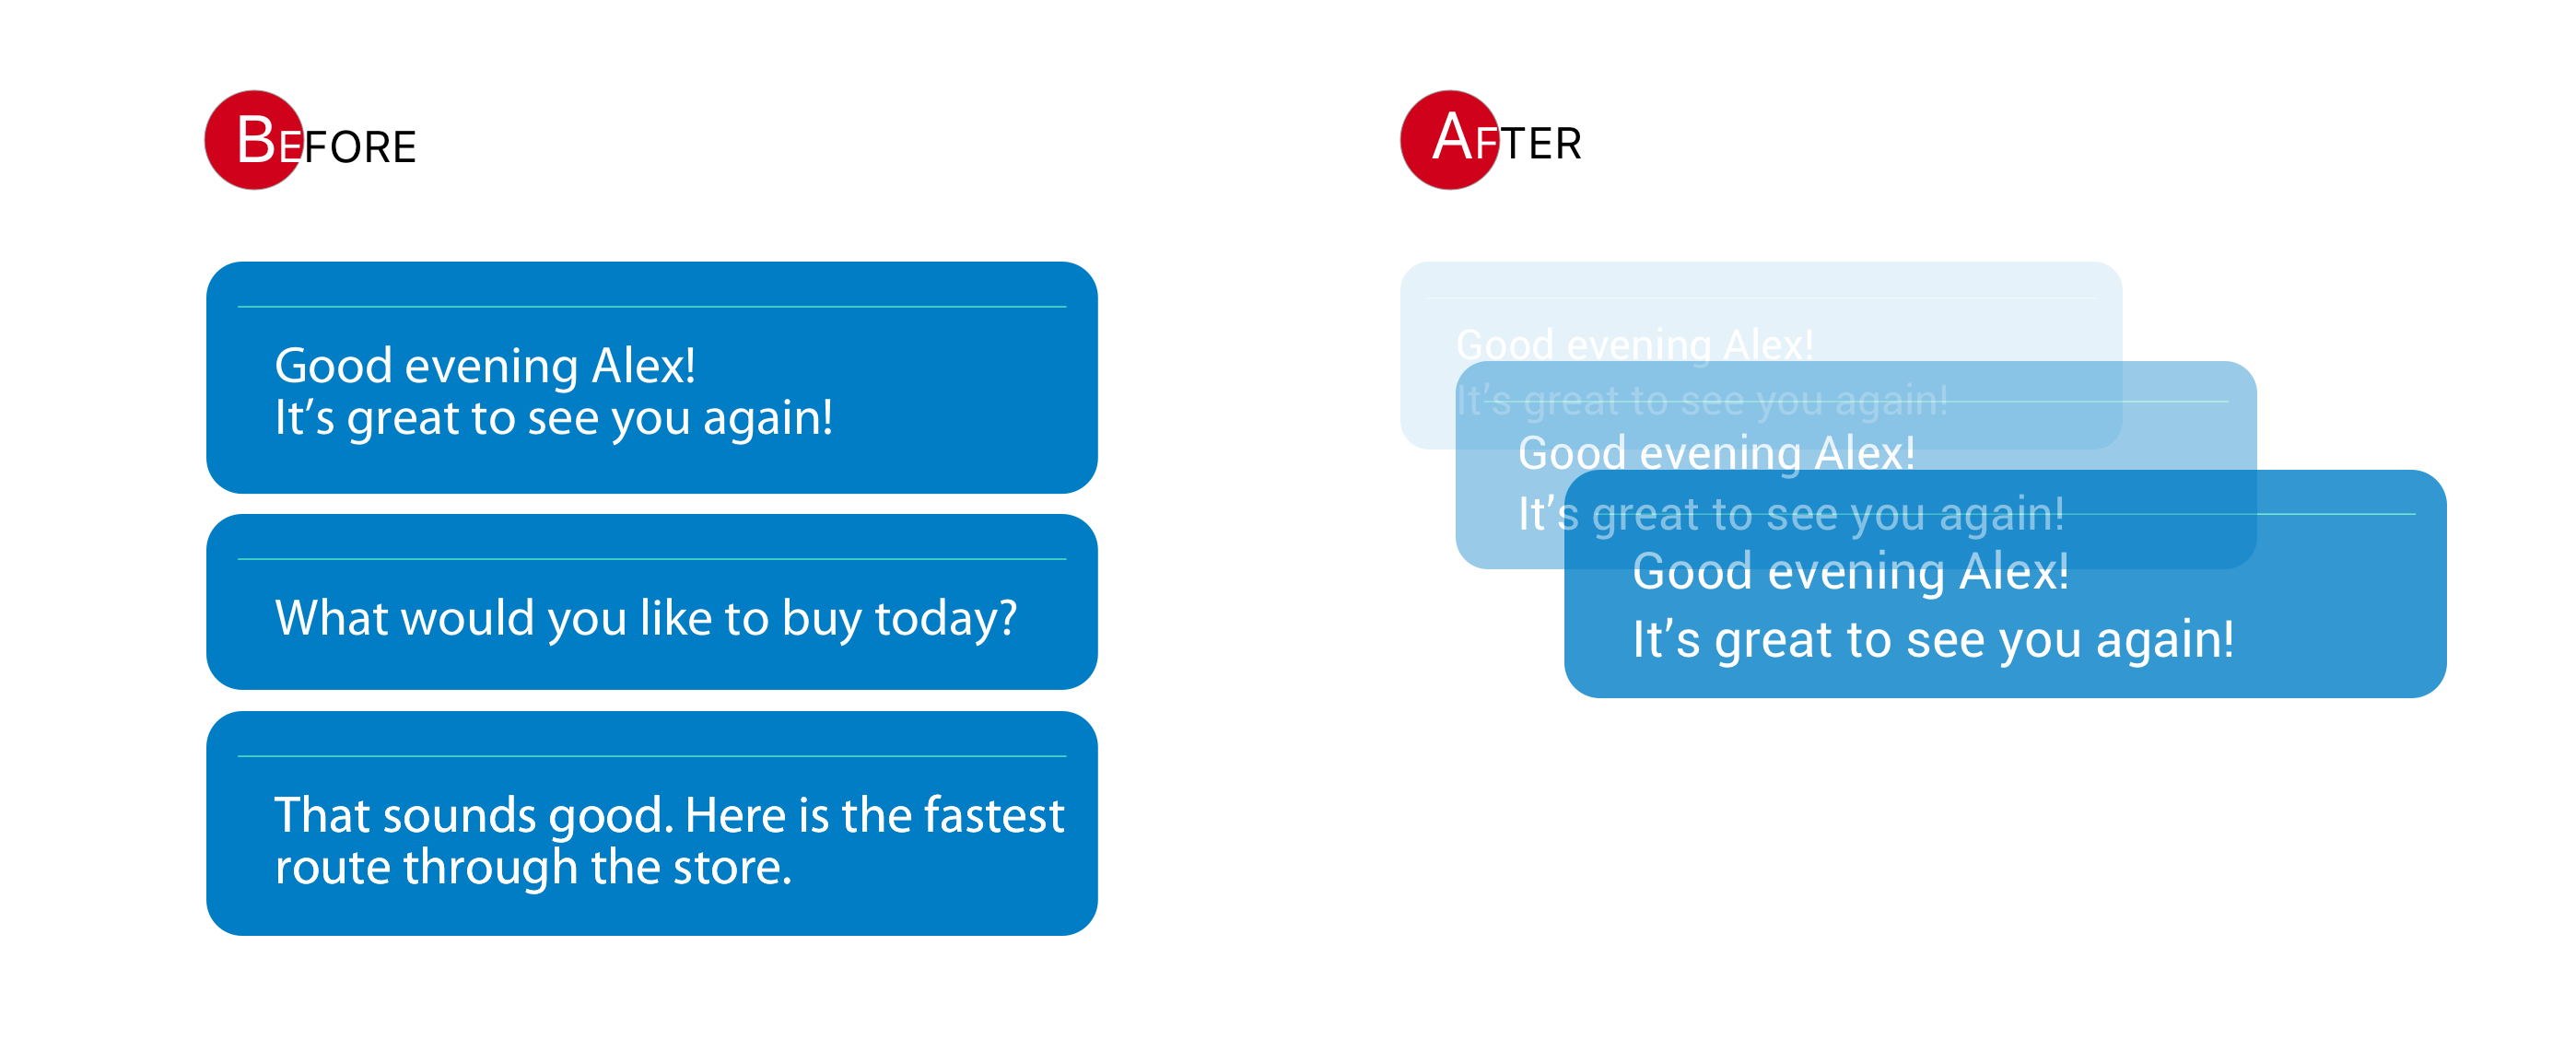 BEFORE
Good evening Alex!
It’s great to see you again!
What would you like to buy today?
That sounds good. Here is the fastest
route through the store.
AFTER
Good evening Alex!
It’s great to see you again!
Good evening Alex!
It’s great to see you again!
Good evening Alex!
It’s great to see you again!